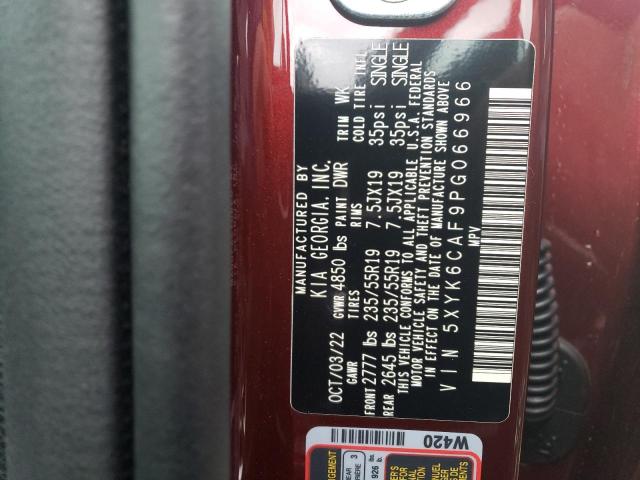 MANUFACTURED BY
KIA GEORGIA, INC.
OCT/03/22 GVWR 4850 lbs PAINT DWR TRIM WK
GAWR TIRES RIMS COLD TIRE INFL
FRONT 2777 lbs 235/55R19 7.5JX19 35psi SINGLE
REAR 2645 lbs 235/55R19 7.5JX19 35psi SINGLE
THIS VEHICLE CONFORMS TO ALL APPLICABLE U.S.A. FEDERAL
MOTOR VEHICLE SAFETY AND THEFT PREVENTION STANDARDS
IN EFFECT ON THE DATE OF MANUFACTURE SHOWN ABOVE
VIN 5XYK6CAF9PG066966
MPV
W420
3
926